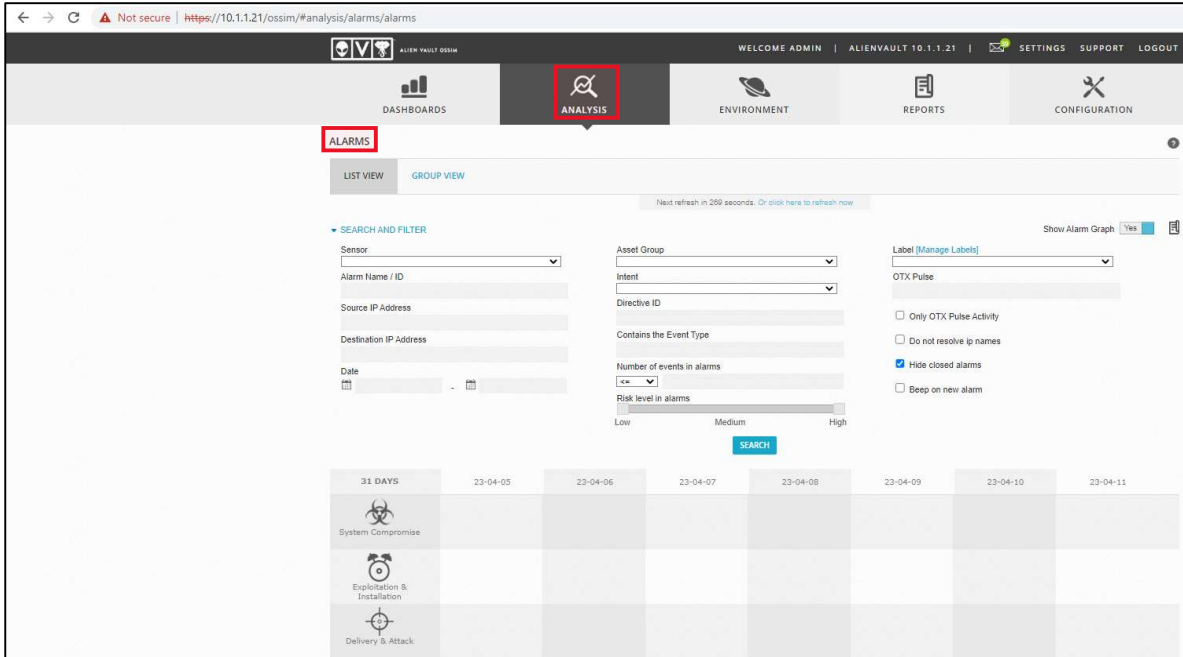 Not secure | https://10.1.1.21/ossim/#analysis/alarms/alarms
ALIEN VAULT OSSIM WELCOME ADMIN | ALIENVAULT 10.1.1.21 | SETTINGS SUPPORT LOGOUT
DASHBOARDS ANALYSIS ENVIRONMENT REPORTS CONFIGURATION
ALARMS
LIST VIEW GROUP VIEW
Next refresh in 269 seconds. Or click here to refresh now
SEARCH AND FILTER Show Alarm Graph Yes
Sensor Asset Group Label [Manage Labels]
Alarm Name / ID Intent OTX Pulse
Source IP Address Directive ID
Only OTX Pulse Activity
Destination IP Address Contains the Event Type Do not resolve ip names
Date Number of events in alarms Hide closed alarms
- <=
Beep on new alarm
Risk level in alarms
Low Medium High
SEARCH
31 DAYS 23-04-05 23-04-06 23-04-07 23-04-08 23-04-09 23-04-10 23-04-11
System Compromise
Exploitation &
Installation
Delivery & Attack